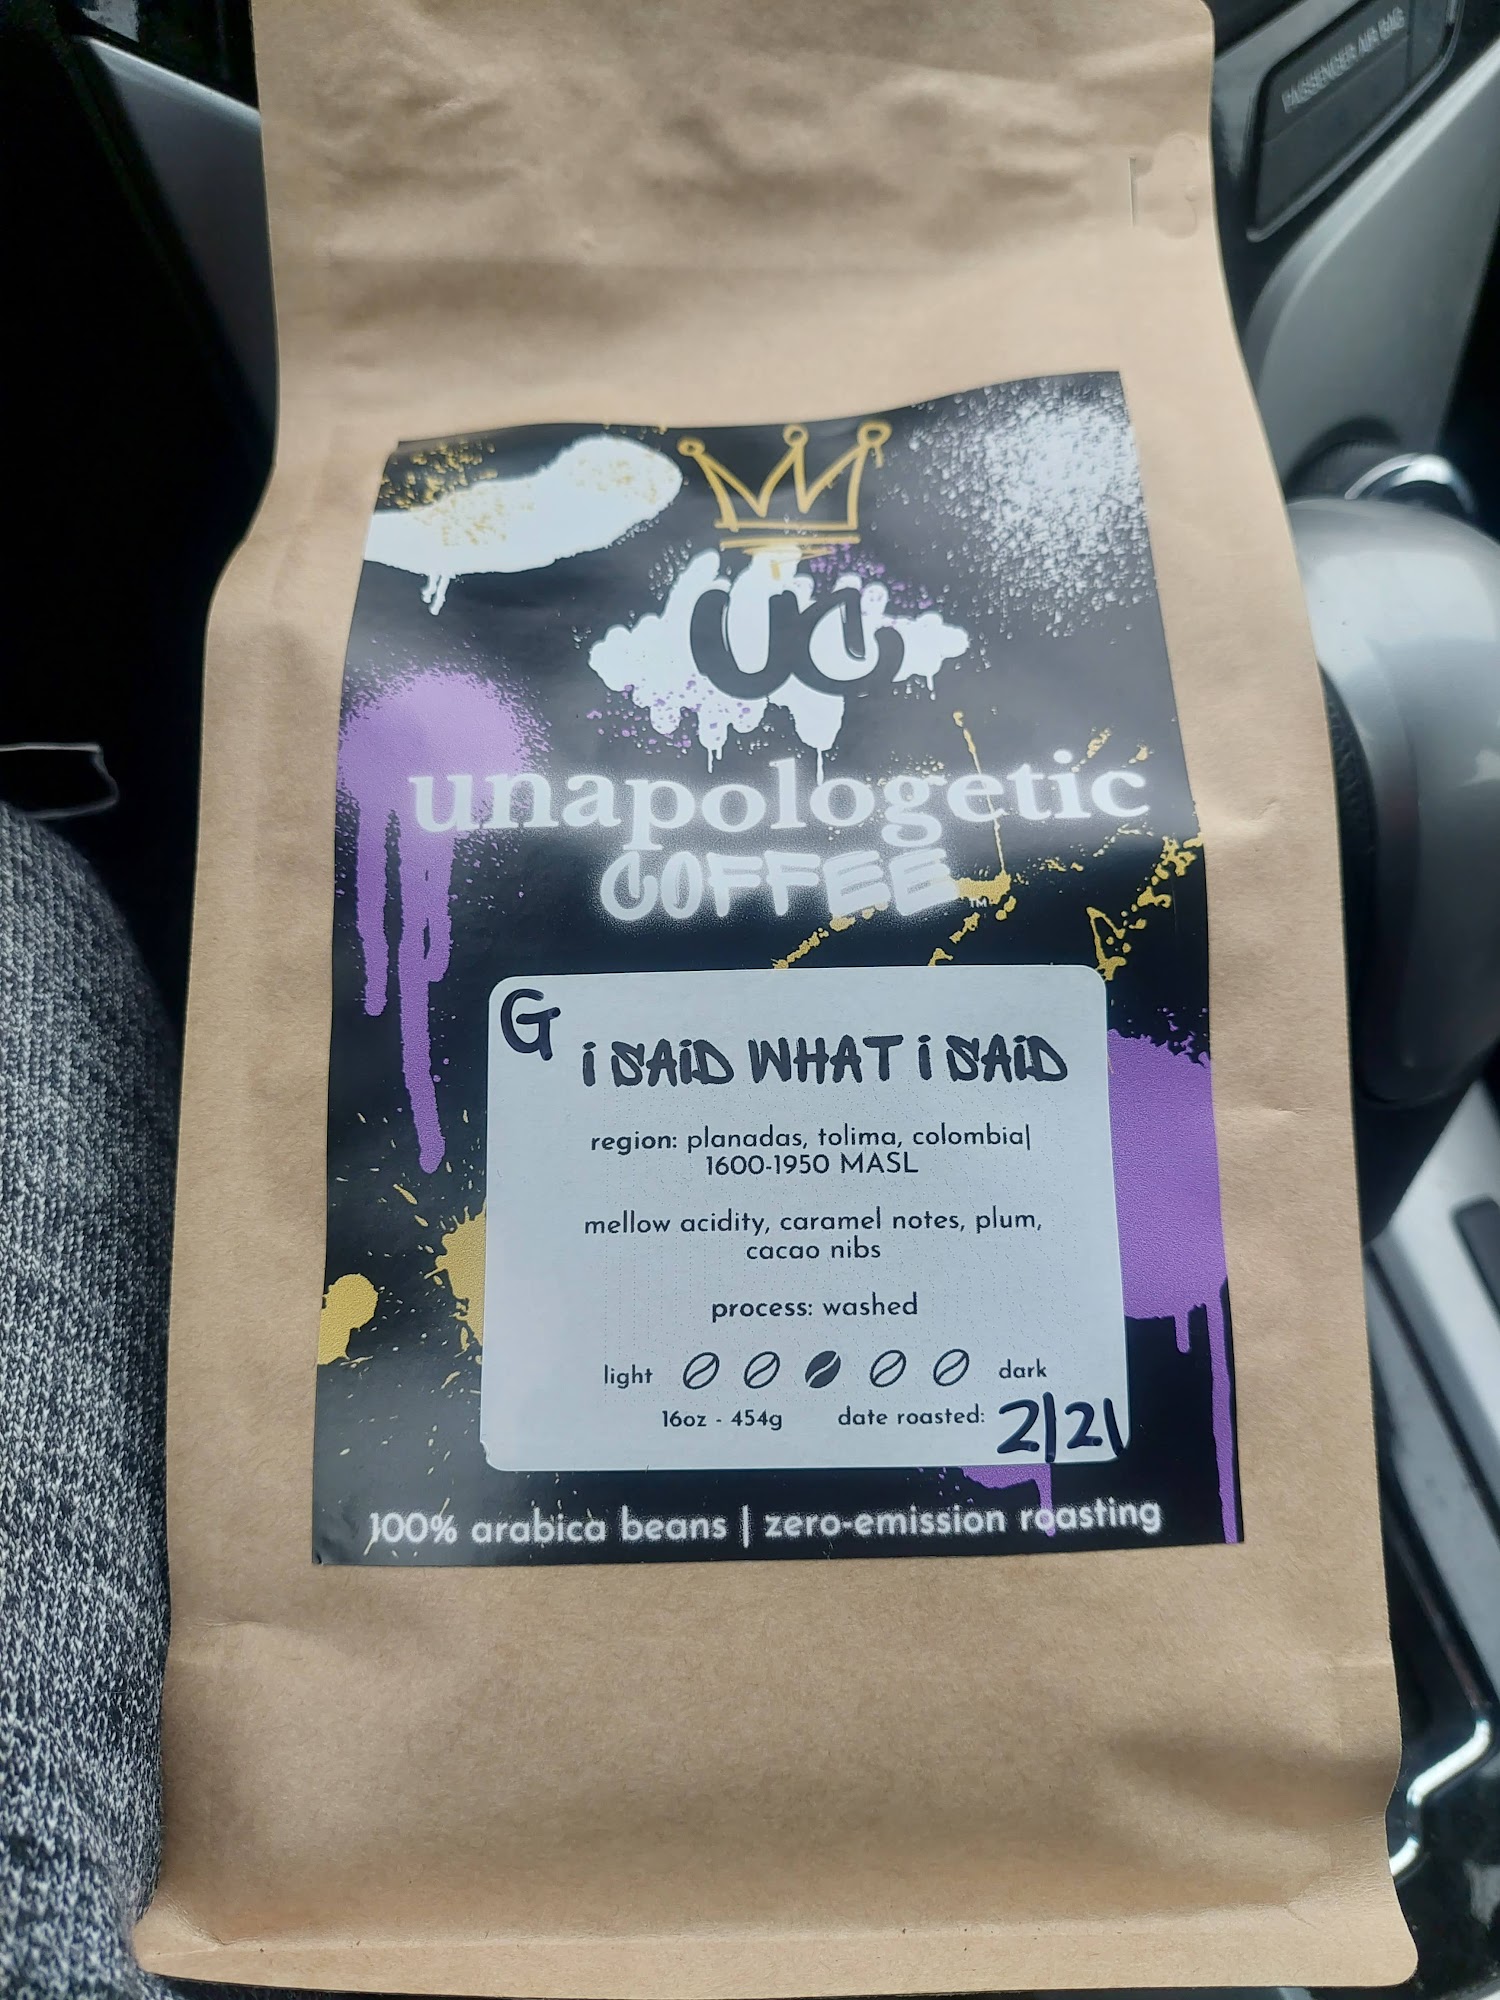 PASSENGER AIR BAG
uc
unapologetic
COFFEE™
G
i SAiD WHAT i SAiD
region: planadas, tolima, colombia|
1600-1950 MASL
mellow acidity, caramel notes, plum,
cacao nibs
process: washed
light dark
16oz - 454g date roasted: 2/21
100% arabica beans | zero-emission roasting